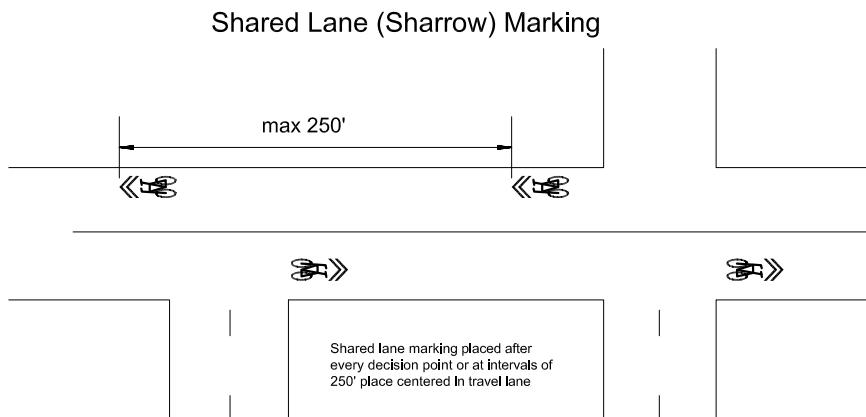 Shared Lane (Sharrow) Marking
max 250'
Shared lane marking placed after
every decision point or at intervals of
250' place centered In travel lane